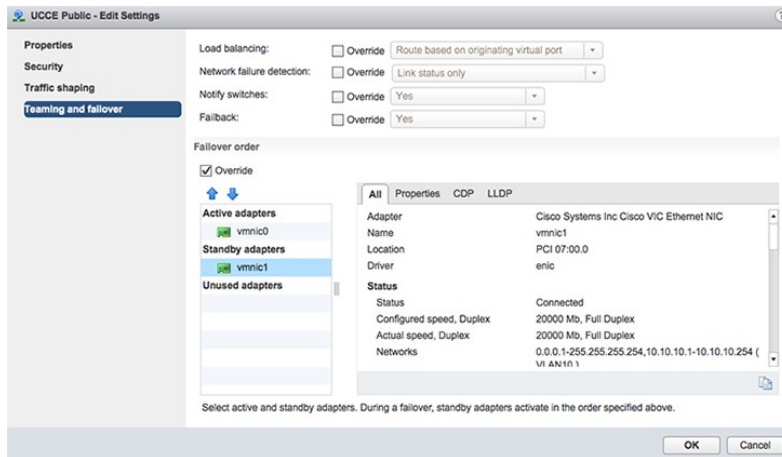 UCCE Public - Edit Settings
Properties
Security
Traffic shaping
Teaming and failover
Load balancing: Override Route based on originating virtual port
Network failure detection: Override Link status only
Notify switches: Override Yes
Failback: Override Yes
Failover order
Override
Active adapters
vmnic0
Standby adapters
vmnic1
Unused adapters
All Properties CDP LLDP
Adapter Cisco Systems Inc Cisco VIC Ethernet NIC
Name vmnic1
Location PCI 07:00.0
Driver enic
Status
Status Connected
Configured speed, Duplex 20000 Mb, Full Duplex
Actual speed, Duplex 20000 Mb, Full Duplex
Networks 0.0.0.1-255.255.255.254,10.10.10.1-10.10.10.254 (
VLAN10 )
Select active and standby adapters. During a failover, standby adapters activate in the order specified above.
OK Cancel